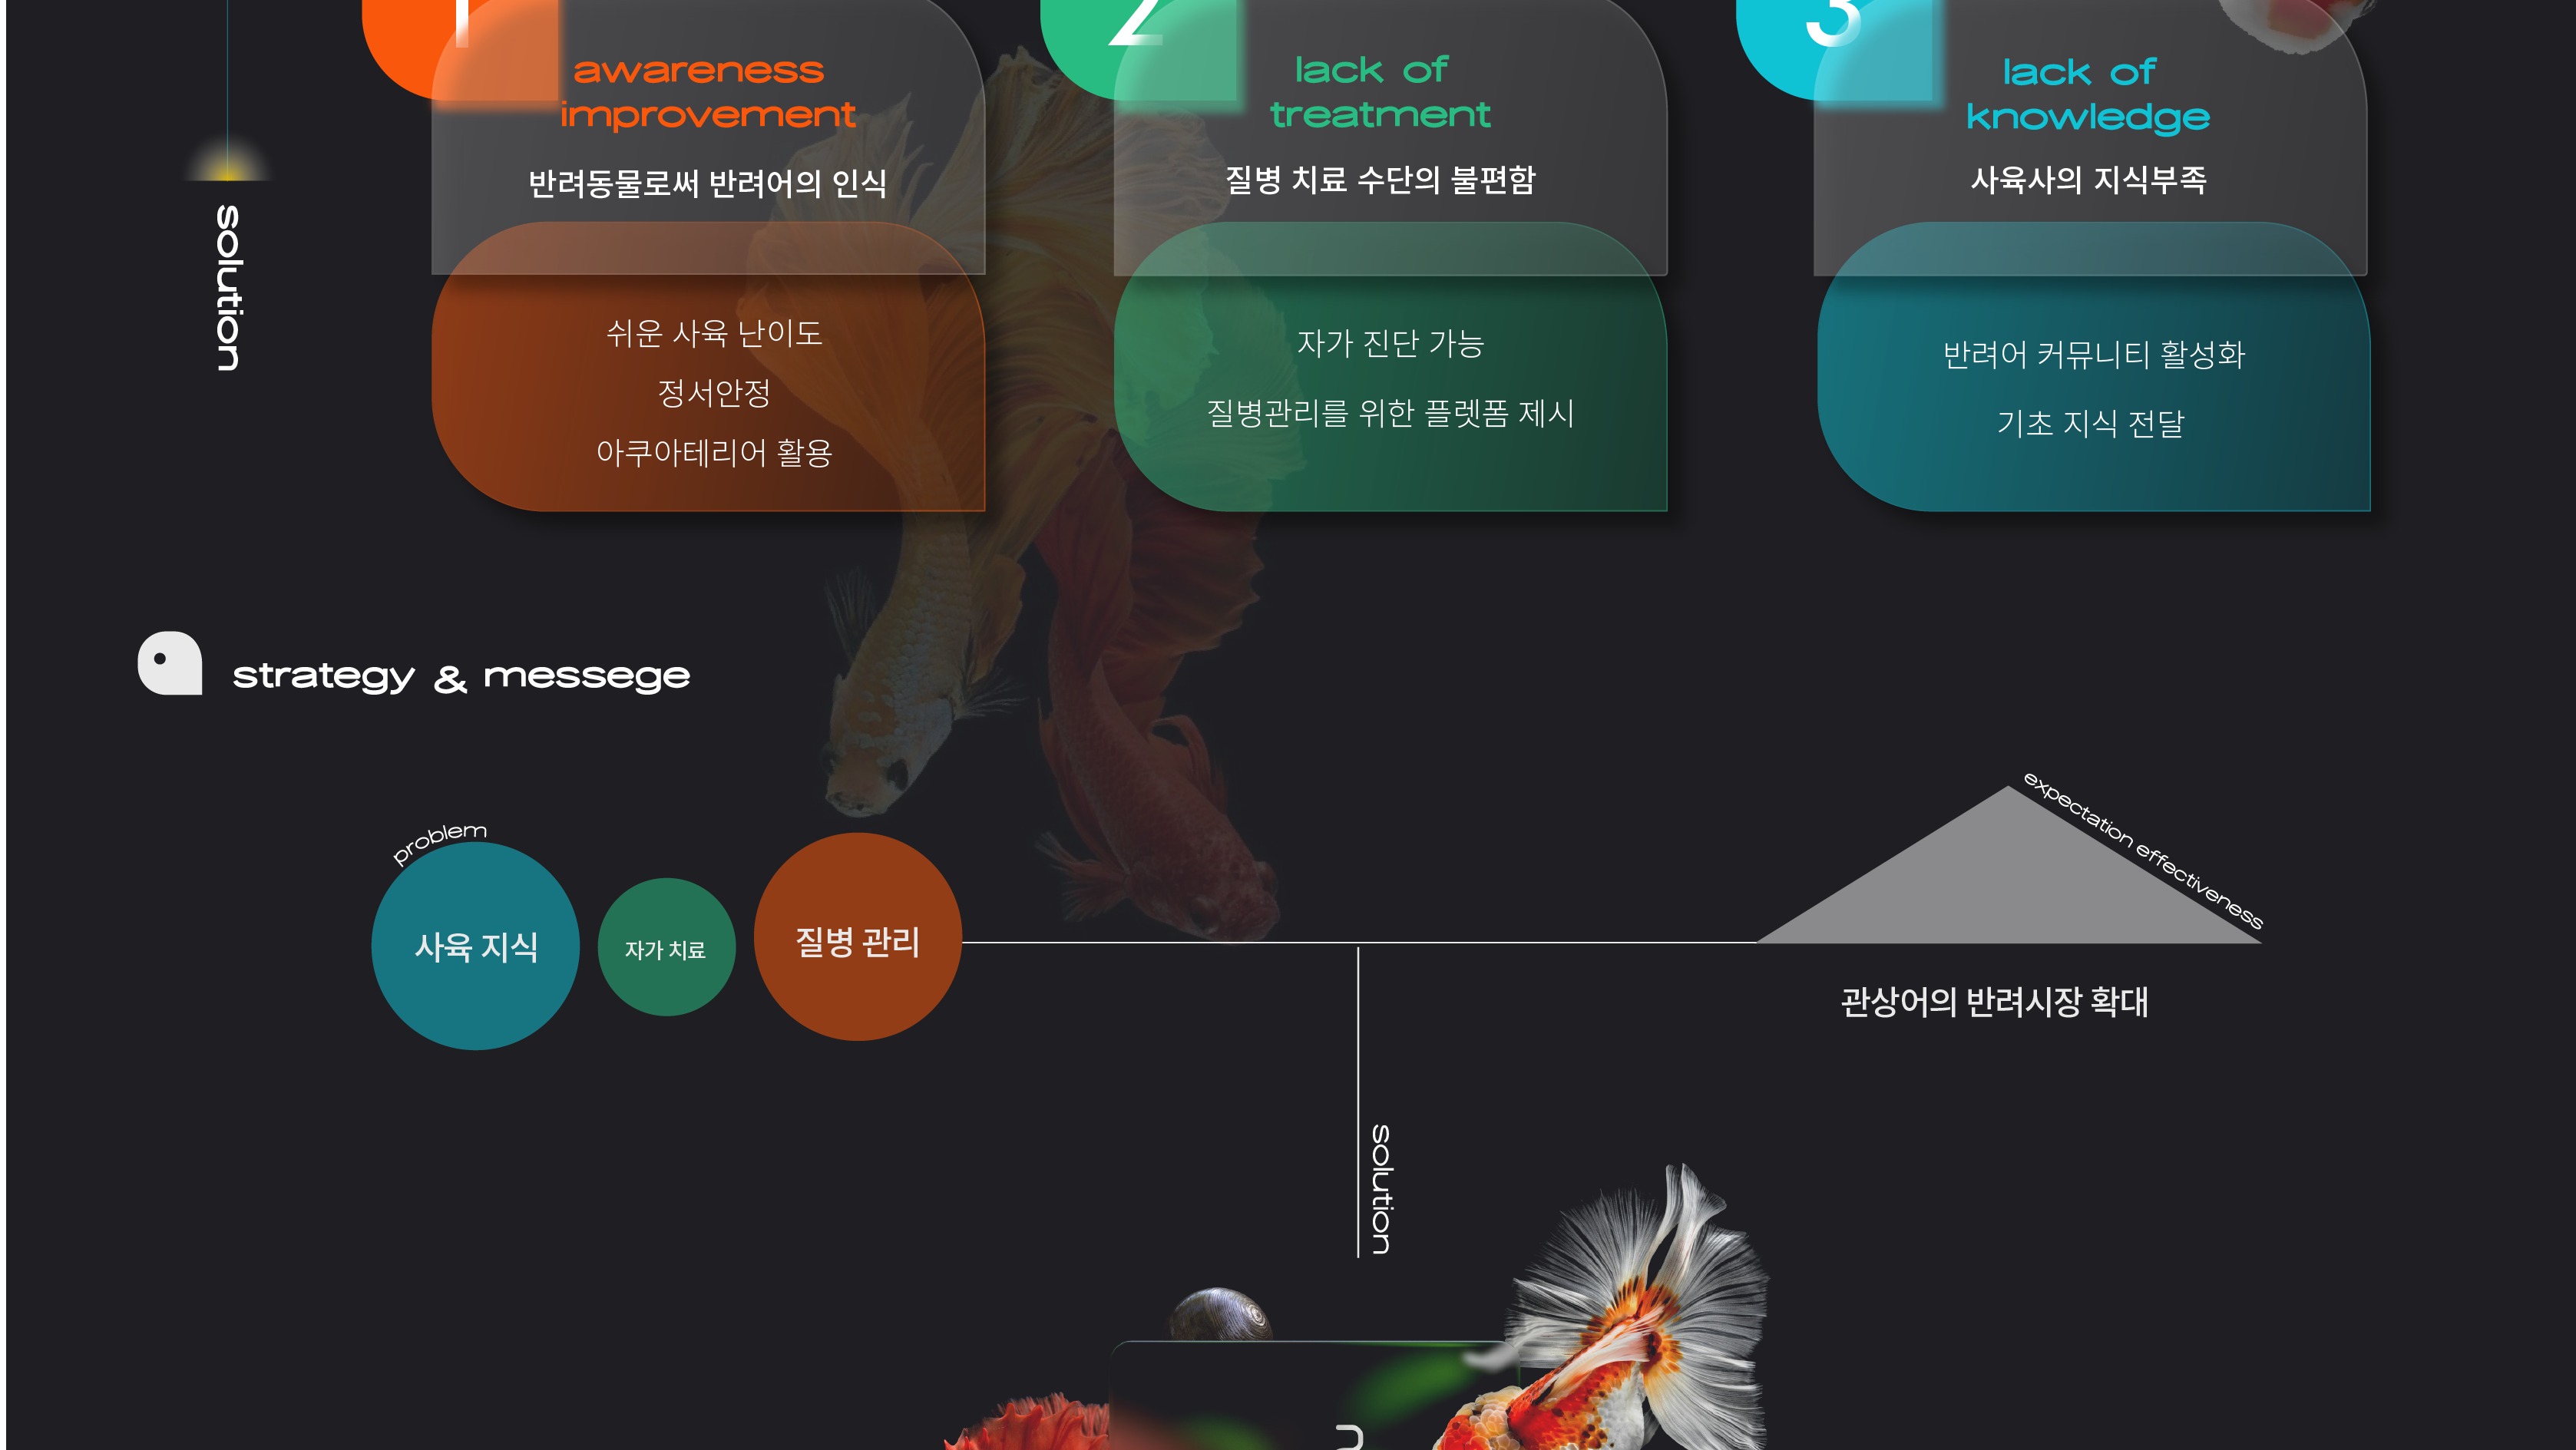 1
awareness
improvement
반려동물로써 반려어의 인식
쉬운 사육 난이도
정서안정
아쿠아테리어 활용
2
lack of
treatment
질병 치료 수단의 불편함
자가 진단 가능
질병관리를 위한 플렛폼 제시
3
lack of
knowledge
사육사의 지식부족
반려어 커뮤니티 활성화
기초 지식 전달
solution
strategy & messege
problem
사육 지식
자가 치료
질병 관리
expectation effectiveness
관상어의 반려시장 확대
solution